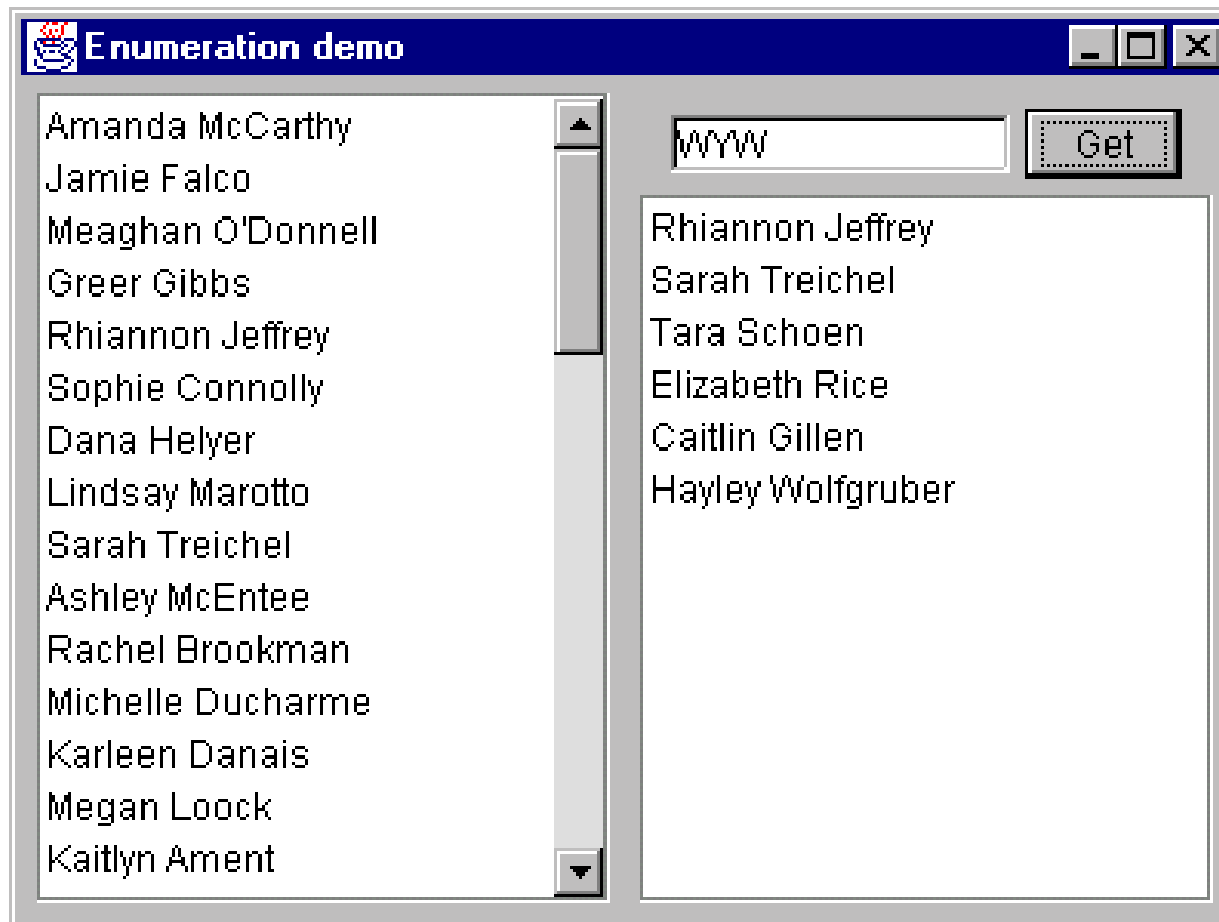 Enumeration demo
Amanda McCarthy
Jamie Falco
Meaghan O'Donnell
Greer Gibbs
Rhiannon Jeffrey
Sophie Connolly
Dana Helyer
Lindsay Marotto
Sarah Treichel
Ashley McEntee
Rachel Brookman
Michelle Ducharme
Karleen Danais
Megan Loock
Kaitlyn Ament
WYW
Get
Rhiannon Jeffrey
Sarah Treichel
Tara Schoen
Elizabeth Rice
Caitlin Gillen
Hayley Wolfgruber